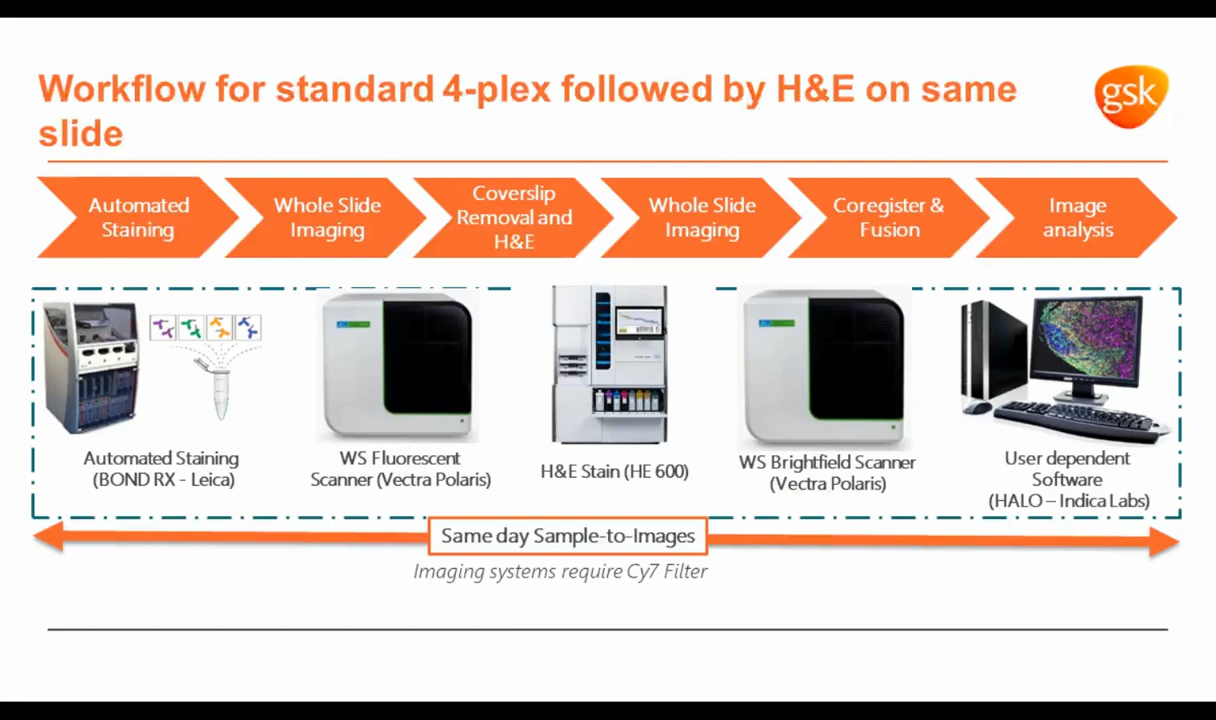 Workflow for standard 4-plex followed by H&E on same
slide
gsk
Automated
Staining
Whole Slide
Imaging
Coverslip
Removal and
H&E
Whole Slide
Imaging
Coregister &
Fusion
Image
analysis
Automated Staining
(BOND RX - Leica)
WS Fluorescent
Scanner (Vectra Polaris)
H&E Stain (HE 600)
WS Brightfield Scanner
(Vectra Polaris)
User dependent
Software
(HALO – Indica Labs)
Same day Sample-to-Images
Imaging systems require Cy7 Filter